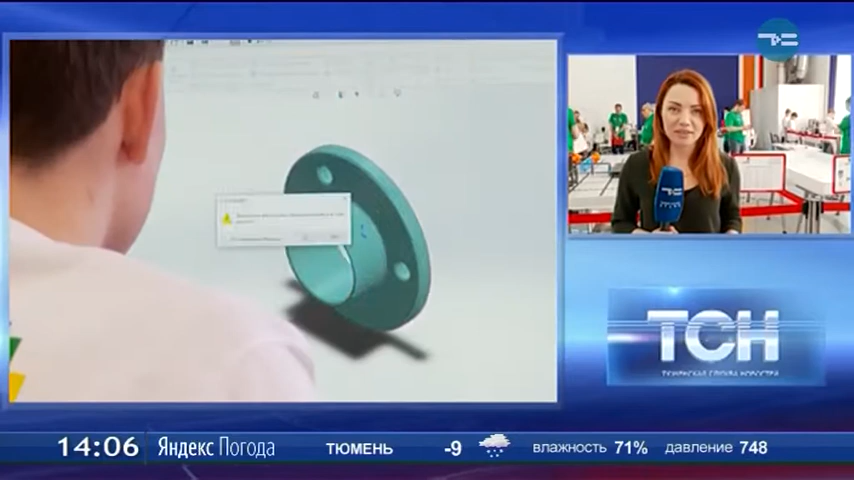 ТСН
ТЮМЕНСКАЯ СЛУЖБА НОВОСТЕЙ
14:06 Яндекс Погода ТЮМЕНЬ -9 влажность 71% давление 748